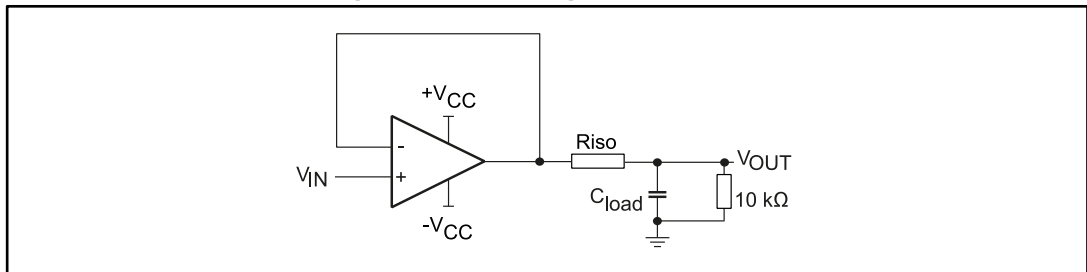 +VCC
-
VIN
+
-VCC
Riso
VOUT
Cload
10 kΩ